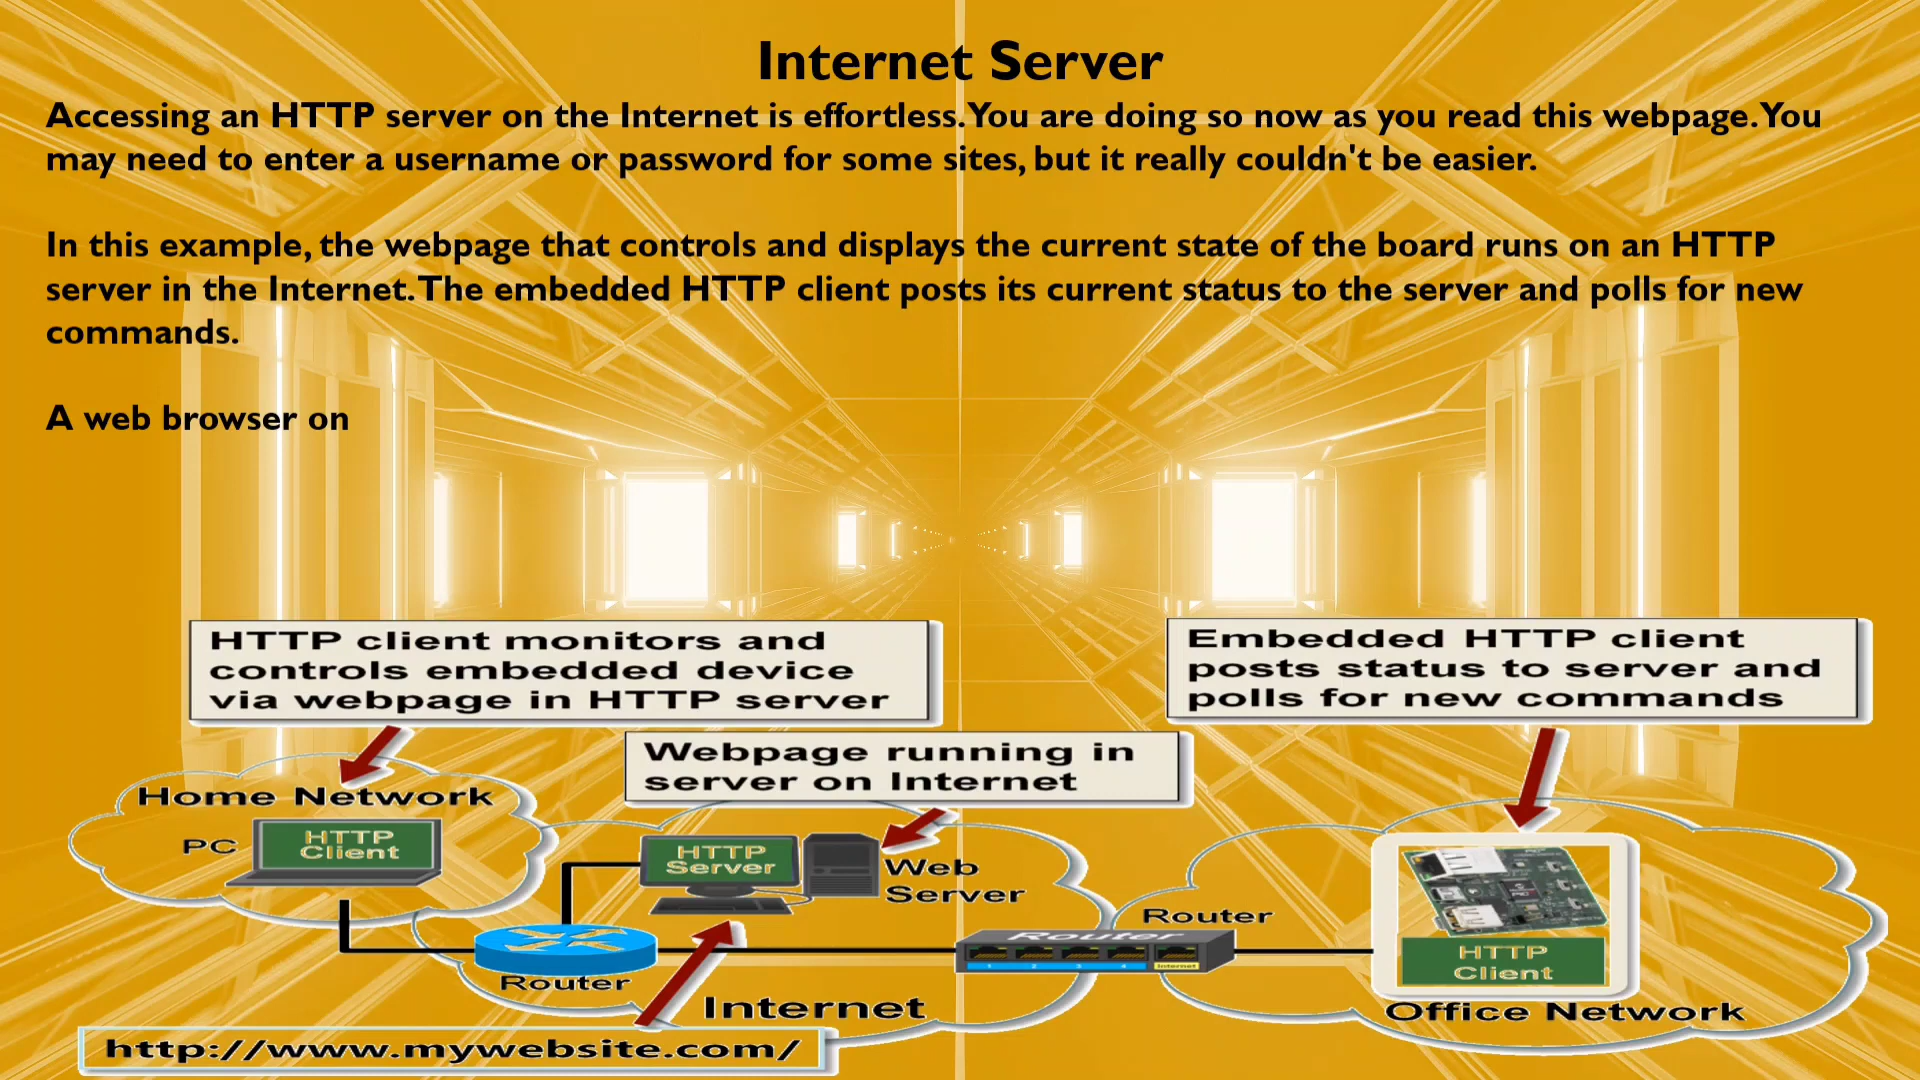 Internet Server
Accessing an HTTP server on the Internet is effortless. You are doing so now as you read this webpage. You
may need to enter a username or password for some sites, but it really couldn't be easier.
In this example, the webpage that controls and displays the current state of the board runs on an HTTP
server in the Internet. The embedded HTTP client posts its current status to the server and polls for new
commands.
A web browser on
HTTP client monitors and
controls embedded device
via webpage in HTTP server
Embedded HTTP client
posts status to server and
polls for new commands
Webpage running in
server on Internet
Home Network
PC
HTTP
Client
HTTP
Server
Web
Server
Router
Router
Router
1 2 3 4 Internet
HTTP
Client
Office Network
Internet
http://www.mywebsite.com/